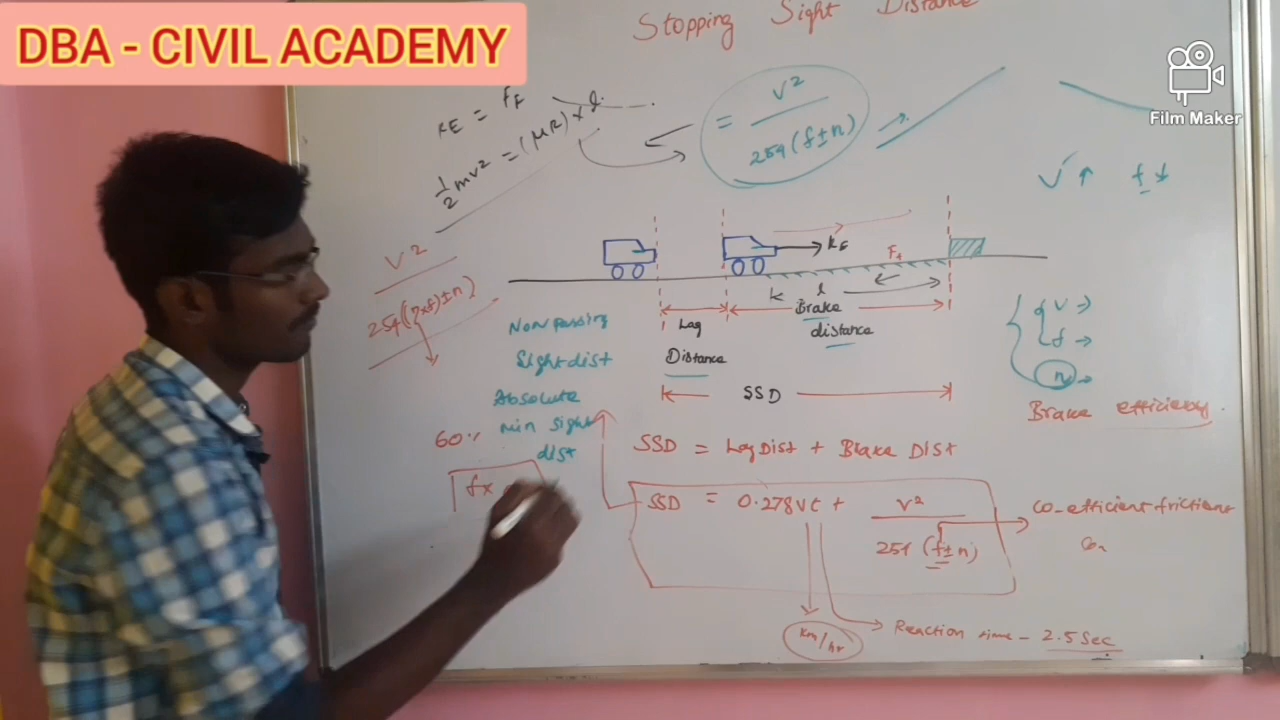 DBA - CIVIL ACADEMY
Stopping Sight Distance
Film Maker
KE = FF
1/2 mv² = (μR) × l
= V² / 254(f±n)
V↑ f↓
V² / 254((η×f)±n)
KE
Ff
l
Lag
Distance
Brake
distance
SSD
Non passing
Sight dist
Absolute
min sight
dist
V →
f →
n →
Brake efficiency
60%
SSD = Lag Dist + Brake Dist
fx
SSD = 0.278Vt + V² / 254 (f±n)
Co-efficient friction
km/hr
Reaction time - 2.5 Sec